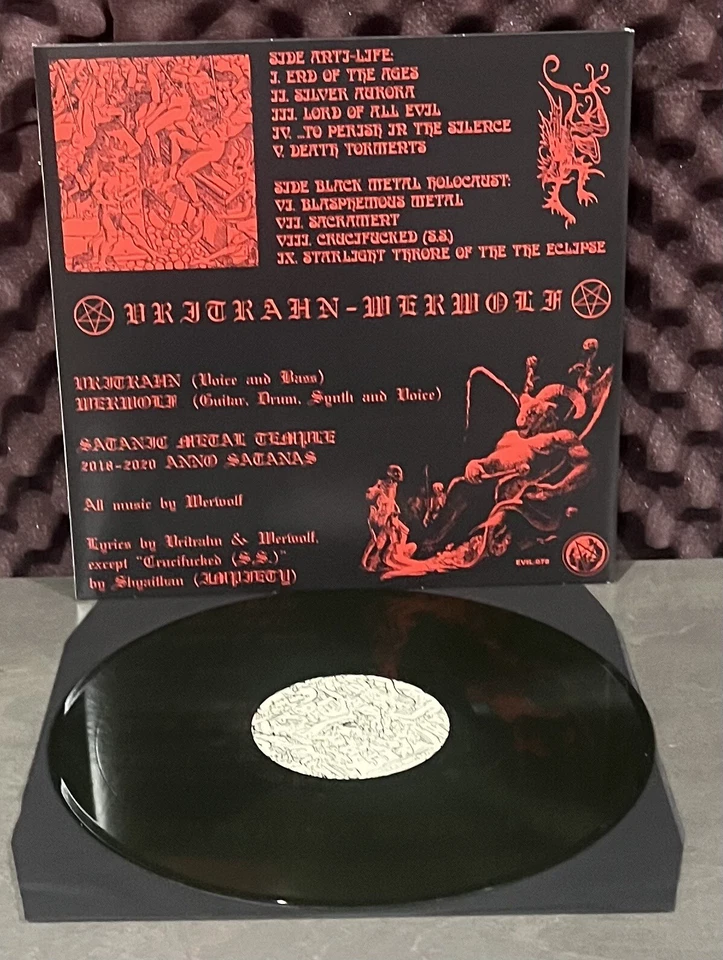 SIDE ANTI-LIFE:
I. END OF THE AGES
II. SILVER AURORA
III. LORD OF ALL EVIL
IV. ...TO PERISH IN THE SILENCE
V. DEATH TORMENTS
SIDE BLACK METAL HOLOCAUST:
VI. BLASPHEMOUS METAL
VII. SACRAMENT
VIII. CRUCIFUCKED (S.S.)
IX. STARLIGHT THRONE OF THE THE ECLIPSE
VRITRAHN-WERWOLF
VRITRAHN (Voice and Bass)
WERWOLF (Guitar, Drum, Synth and Voice)
SATANIC METAL TEMPLE
2018-2020 ANNO SATANAS
All music by Werwolf
Lyrics by Vritrahn & Werwolf,
except "Crucifucked (S.S.)"
by Shyaithan (IMPIETY)
EVIL-079